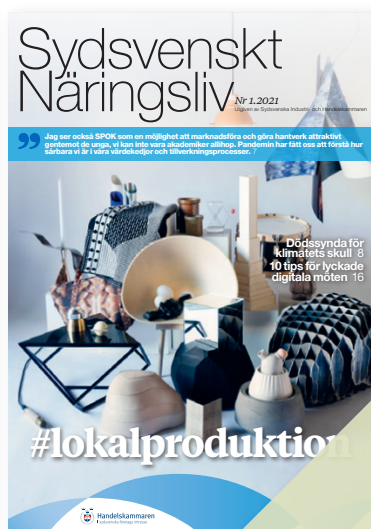 Sydsvenskt
Näringsliv
Nr 1.2021
Utgiven av Sydsvenska Industri- och Handelskammaren
Jag ser också SPOK som en möjlighet att marknadsföra och göra hantverk attraktivt
gentemot de unga, vi kan inte vara akademiker allihop. Pandemin har fått oss att förstå hur
sårbara vi är i våra värdekedjor och tillverkningsprocesser. 7
Dödssynda för
klimatets skull 8
10 tips för lyckade
digitala möten 16
#lokalproduktion
Handelskammaren